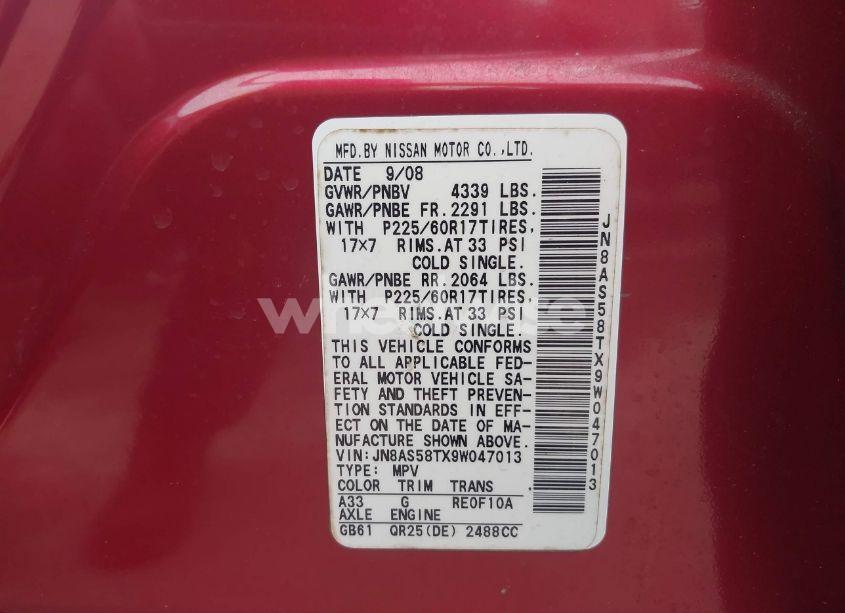 MFD.BY NISSAN MOTOR CO.,LTD.
DATE 9/08
GVWR/PNBV 4339 LBS.
GAWR/PNBE FR.2291 LBS.
WITH P225/60R17TIRES,
17×7 RIMS.AT 33 PSI
COLD SINGLE.
GAWR/PNBE RR.2064 LBS.
WITH P225/60R17TIRES,
17×7 RIMS.AT 33 PSI
COLD SINGLE.
THIS VEHICLE CONFORMS
TO ALL APPLICABLE FED-
ERAL MOTOR VEHICLE SA-
FETY AND THEFT PREVEN-
TION STANDARDS IN EFF-
ECT ON THE DATE OF MA-
NUFACTURE SHOWN ABOVE.
VIN:JN8AS58TX9W047013
TYPE: MPV
COLOR TRIM TRANS.
A33 G RE0F10A
AXLE ENGINE
GB61 QR25(DE) 2488CC
JN8AS58TX9W047013